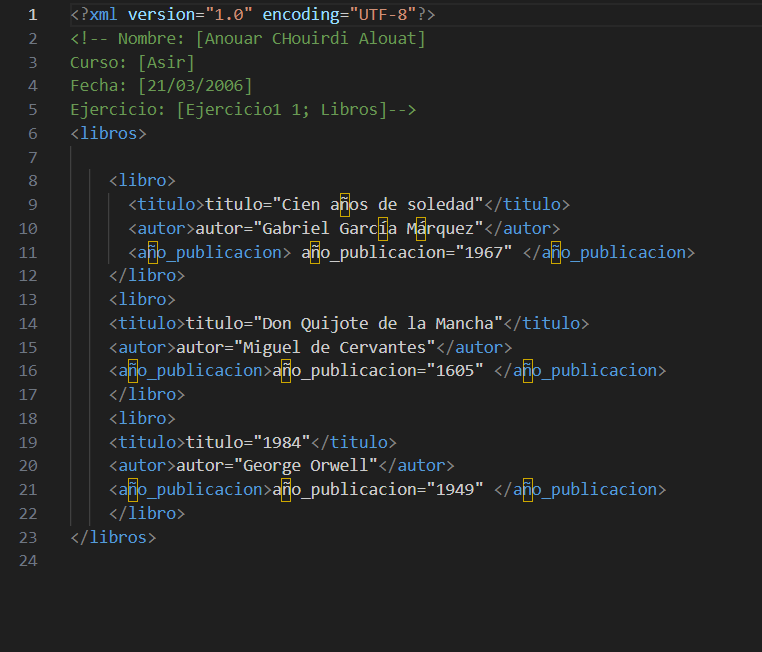 1 <?xml version="1.0" encoding="UTF-8"?>
2 <!-- Nombre: [Anouar CHouirdi Alouat]
3 Curso: [Asir]
4 Fecha: [21/03/2006]
5 Ejercicio: [Ejercicio1 1; Libros]-->
6 <libros>
7
8 <libro>
9 <titulo>titulo="Cien años de soledad"</titulo>
10 <autor>autor="Gabriel García Márquez"</autor>
11 <año_publicacion> año_publicacion="1967" </año_publicacion>
12 </libro>
13 <libro>
14 <titulo>titulo="Don Quijote de la Mancha"</titulo>
15 <autor>autor="Miguel de Cervantes"</autor>
16 <año_publicacion>año_publicacion="1605" </año_publicacion>
17 </libro>
18 <libro>
19 <titulo>titulo="1984"</titulo>
20 <autor>autor="George Orwell"</autor>
21 <año_publicacion>año_publicacion="1949" </año_publicacion>
22 </libro>
23 </libros>
24